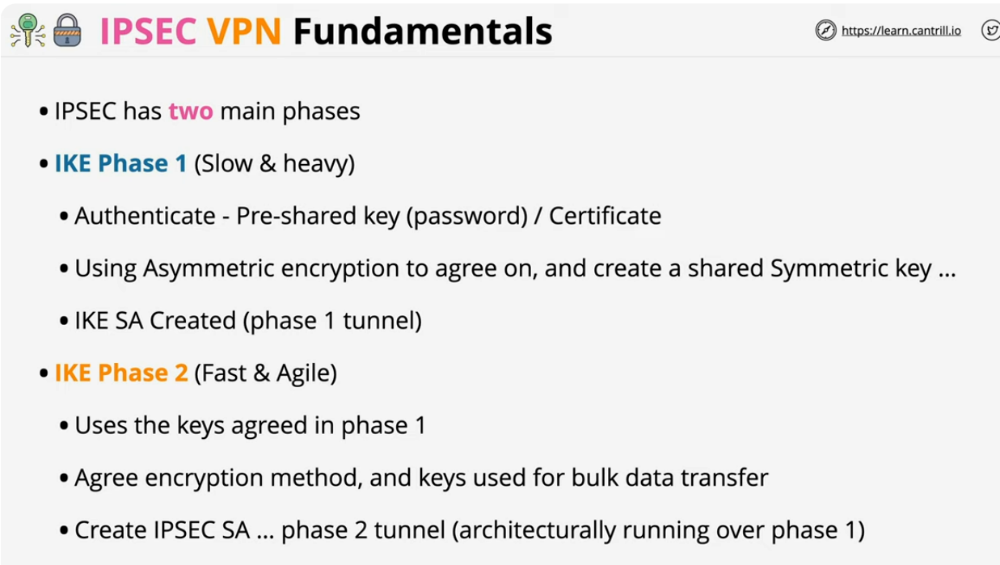 IPSEC VPN Fundamentals
https://learn.cantrill.io
• IPSEC has two main phases
• IKE Phase 1 (Slow & heavy)
• Authenticate - Pre-shared key (password) / Certificate
• Using Asymmetric encryption to agree on, and create a shared Symmetric key ...
• IKE SA Created (phase 1 tunnel)
• IKE Phase 2 (Fast & Agile)
• Uses the keys agreed in phase 1
• Agree encryption method, and keys used for bulk data transfer
• Create IPSEC SA ... phase 2 tunnel (architecturally running over phase 1)